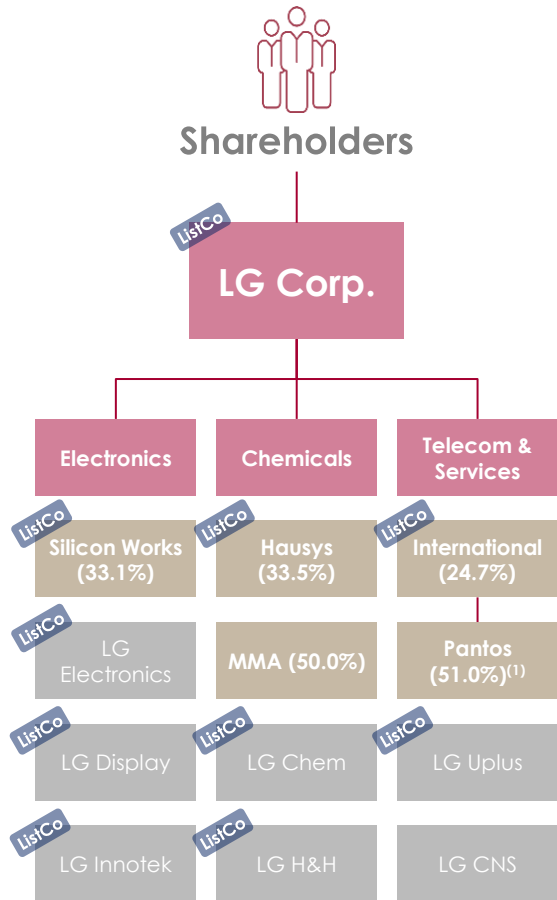 Shareholders
ListCo
LG Corp.
Electronics
Chemicals
Telecom &
Services
ListCo
Silicon Works
(33.1%)
ListCo
Hausys
(33.5%)
ListCo
International
(24.7%)
ListCo
LG
Electronics
MMA (50.0%)
Pantos
(51.0%)(1)
ListCo
LG Display
ListCo
LG Chem
ListCo
LG Uplus
ListCo
LG Innotek
ListCo
LG H&H
LG CNS